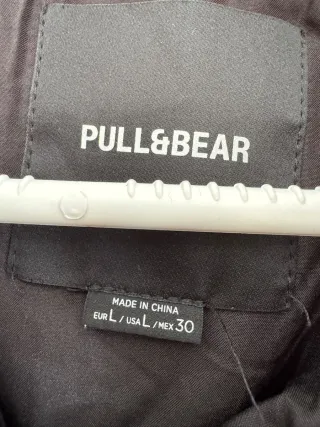 PULL&BEAR
MADE IN CHINA
EUR L / USA L / MEX 30